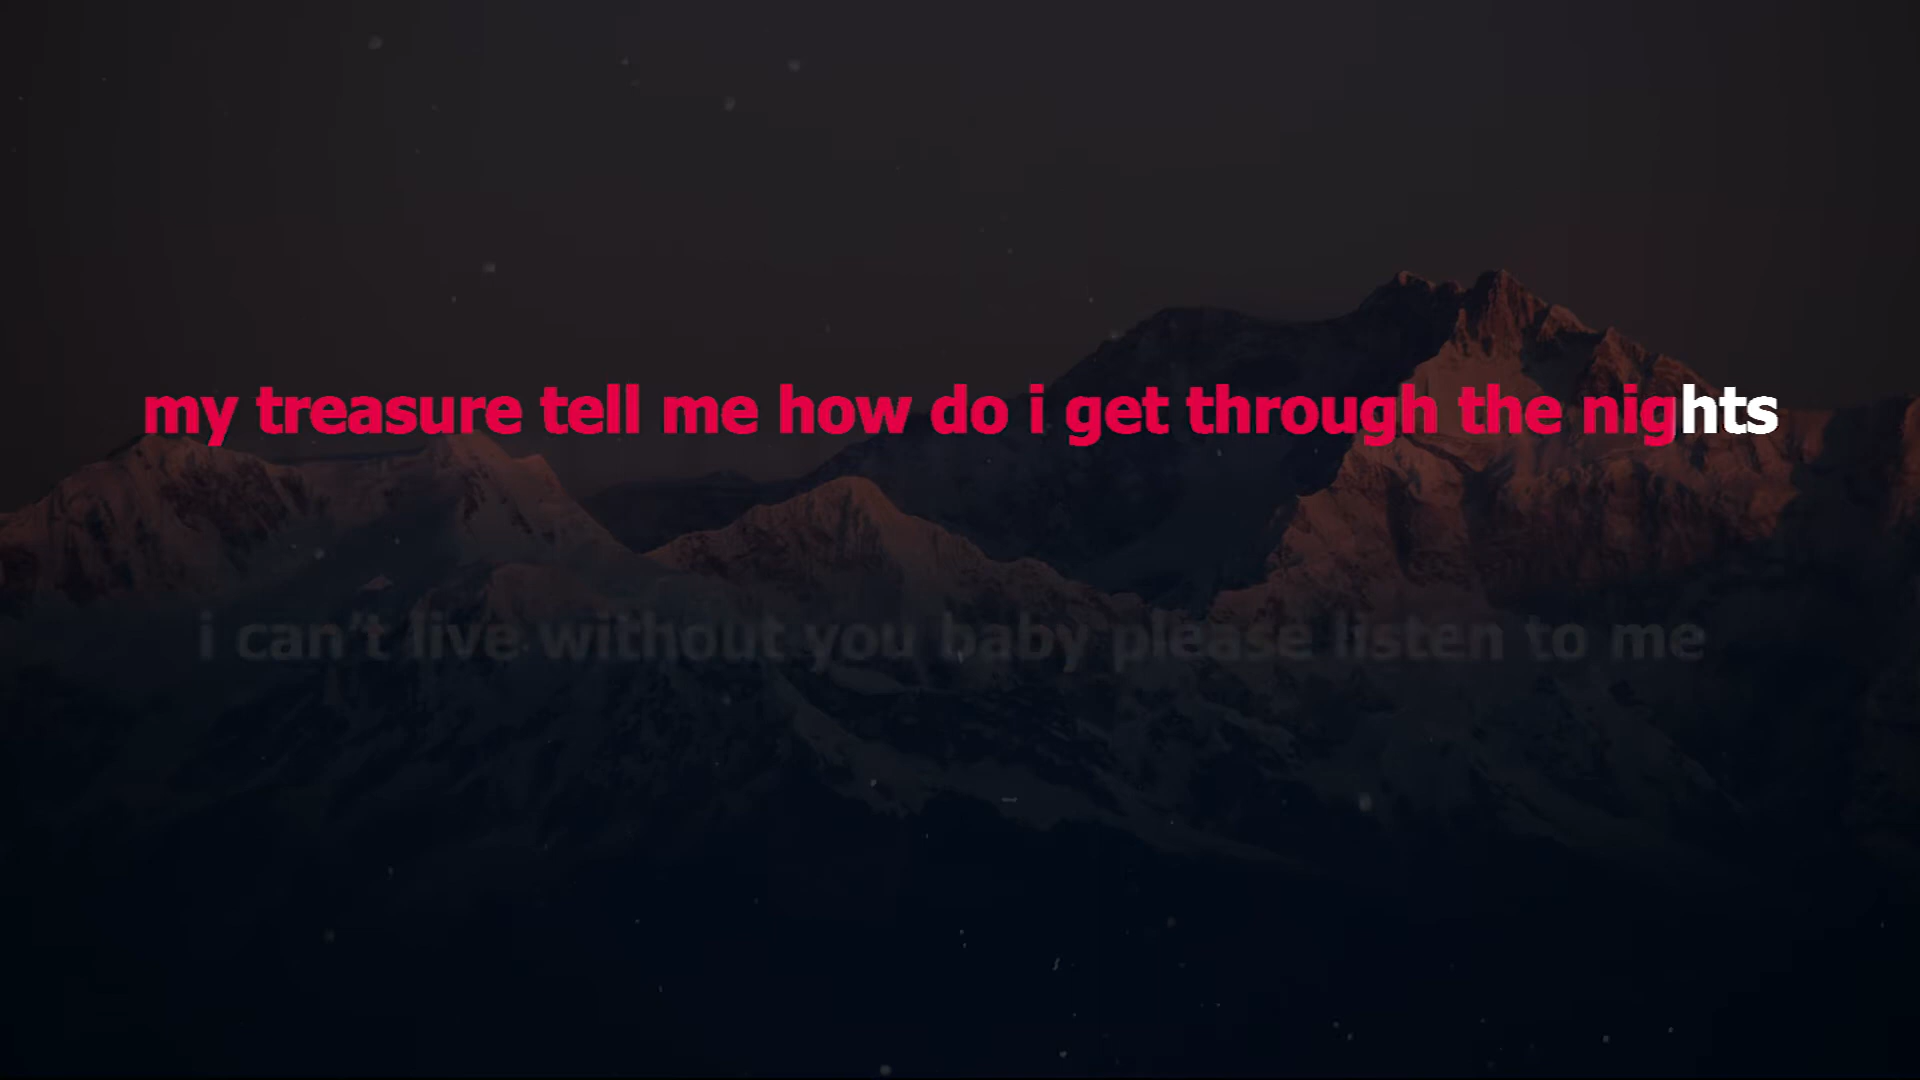 my treasure tell me how do i get through the nights
i can't live without you baby please listen to me